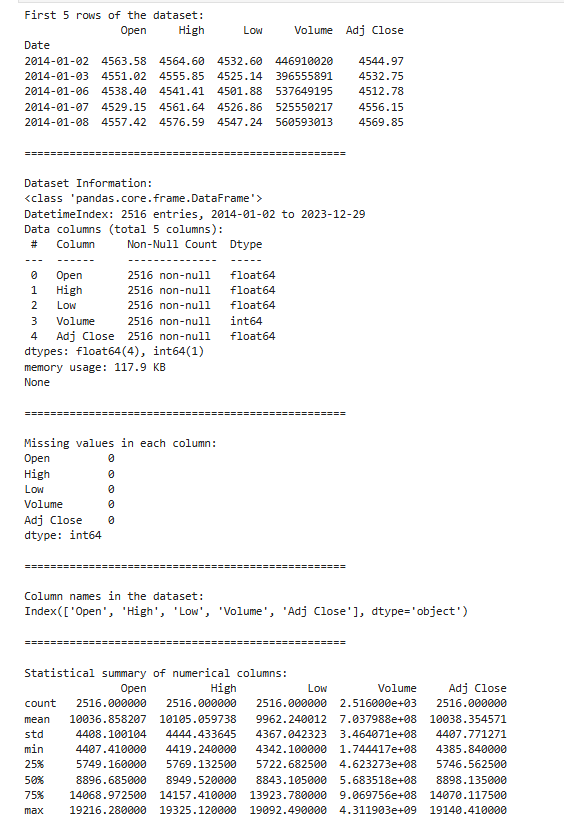 First 5 rows of the dataset:
               Open     High      Low     Volume  Adj Close
Date
2014-01-02  4563.58  4564.60  4532.60  446910020    4544.97
2014-01-03  4551.02  4555.85  4525.14  396555891    4532.75
2014-01-06  4538.40  4541.41  4501.88  537649195    4512.78
2014-01-07  4529.15  4561.64  4526.86  525550217    4556.15
2014-01-08  4557.42  4576.59  4547.24  560593013    4569.85
==================================================
Dataset Information:
<class 'pandas.core.frame.DataFrame'>
DatetimeIndex: 2516 entries, 2014-01-02 to 2023-12-29
Data columns (total 5 columns):
 #   Column     Non-Null Count  Dtype
---  ------     --------------  -----
 0   Open       2516 non-null   float64
 1   High       2516 non-null   float64
 2   Low        2516 non-null   float64
 3   Volume     2516 non-null   int64
 4   Adj Close  2516 non-null   float64
dtypes: float64(4), int64(1)
memory usage: 117.9 KB
None
==================================================
Missing values in each column:
Open         0
High         0
Low          0
Volume       0
Adj Close    0
dtype: int64
==================================================
Column names in the dataset:
Index(['Open', 'High', 'Low', 'Volume', 'Adj Close'], dtype='object')
==================================================
Statistical summary of numerical columns:
               Open          High           Low        Volume     Adj Close
count   2516.000000   2516.000000   2516.000000  2.516000e+03   2516.000000
mean   10036.858207  10105.059738   9962.240012  7.037988e+08  10038.354571
std     4408.100104   4444.433645   4367.042323  3.464071e+08   4407.771271
min     4407.410000   4419.240000   4342.100000  1.744417e+08   4385.840000
25%     5749.160000   5769.132500   5722.682500  4.623273e+08   5746.562500
50%     8896.685000   8949.520000   8843.105000  5.683518e+08   8898.135000
75%    14068.972500  14157.410000  13923.780000  9.069756e+08  14070.117500
max    19216.280000  19325.120000  19092.490000  4.311903e+09  19140.410000